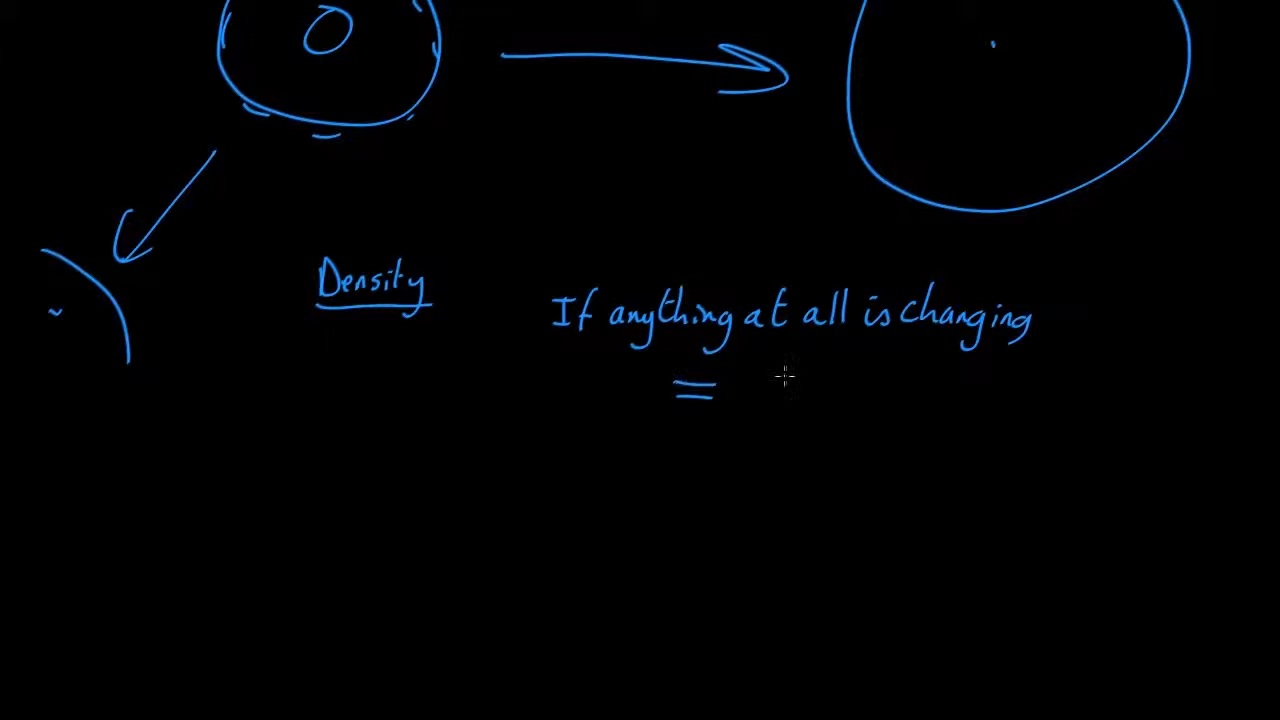 Density
If anything at all is changing
=